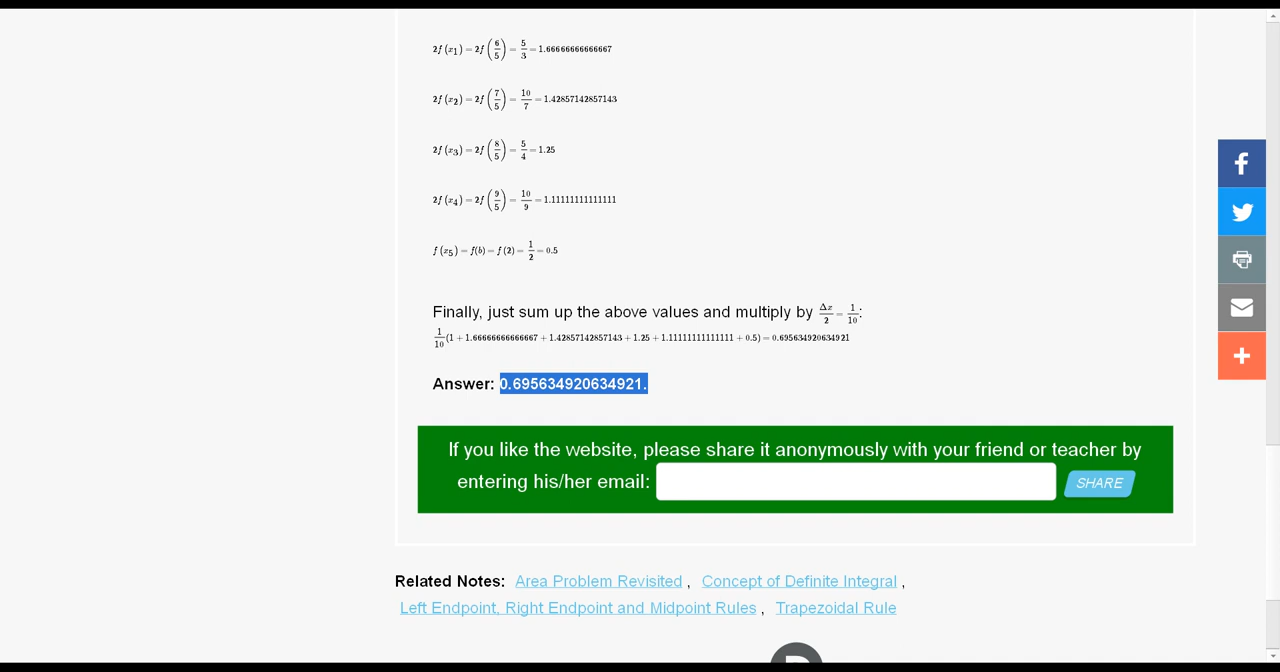 2f (x₁) = 2f (6/5) = 5/3 = 1.66666666666667
2f (x₂) = 2f (7/5) = 10/7 = 1.42857142857143
2f (x₃) = 2f (8/5) = 5/4 = 1.25
2f (x₄) = 2f (9/5) = 10/9 = 1.11111111111111
f (x₅) = f(b) = f (2) = 1/2 = 0.5
Finally, just sum up the above values and multiply by Δx/2 = 1/10:
1/10 (1 + 1.66666666666667 + 1.42857142857143 + 1.25 + 1.11111111111111 + 0.5) = 0.695634920634921
Answer: 0.695634920634921.
If you like the website, please share it anonymously with your friend or teacher by
entering his/her email: SHARE
Related Notes: Area Problem Revisited , Concept of Definite Integral ,
Left Endpoint, Right Endpoint and Midpoint Rules , Trapezoidal Rule